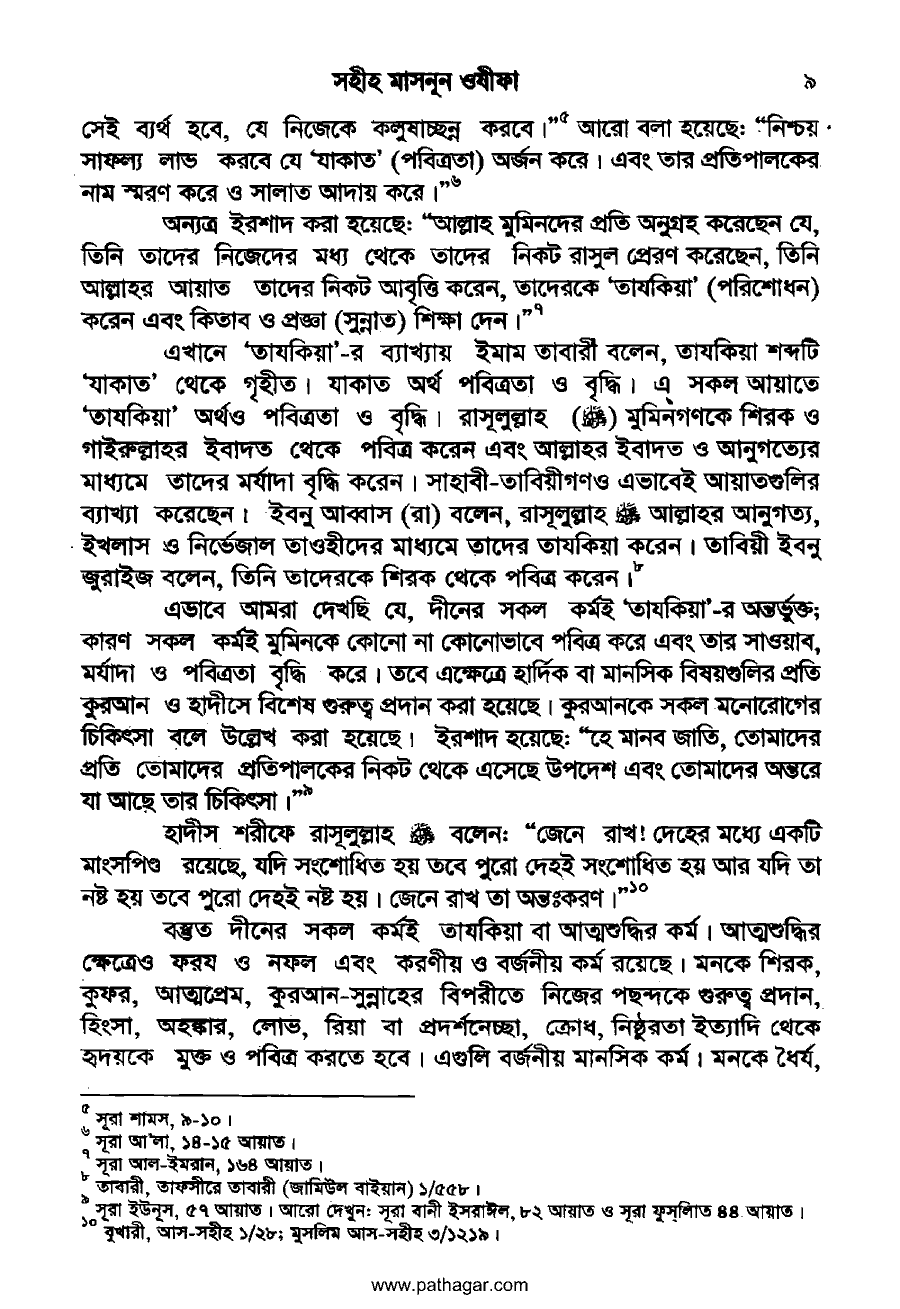 সহীহ মাসনূন ওযীফা ৯
সেই ব্যর্থ হবে, যে নিজেকে কলুষাচ্ছন্ন করবে।”৫ আরো বলা হয়েছে: “নিশ্চয়
সাফল্য লাভ করবে যে ‘যাকাত’ (পবিত্রতা) অর্জন করে। এবং তার প্রতিপালকের
নাম স্মরণ করে ও সালাত আদায় করে।”৬
অন্যত্র ইরশাদ করা হয়েছে: “আল্লাহ মুমিনদের প্রতি অনুগ্রহ করেছেন যে,
তিনি তাদের নিজেদের মধ্য থেকে তাদের নিকট রাসুল প্রেরণ করেছেন, তিনি
আল্লাহর আয়াত তাদের নিকট আবৃত্তি করেন, তাদেরকে ‘তাযকিয়া’ (পরিশোধন)
করেন এবং কিতাব ও প্রজ্ঞা (সুন্নাত) শিক্ষা দেন।”৭
এখানে ‘তাযকিয়া’-র ব্যাখ্যায় ইমাম তাবারী বলেন, তাযকিয়া শব্দটি
‘যাকাত’ থেকে গৃহীত। যাকাত অর্থ পবিত্রতা ও বৃদ্ধি। এ সকল আয়াতে
‘তাযকিয়া’ অর্থও পবিত্রতা ও বৃদ্ধি। রাসূলুল্লাহ (ﷺ) মুমিনগণকে শিরক ও
গাইরুল্লাহর ইবাদত থেকে পবিত্র করেন এবং আল্লাহর ইবাদত ও আনুগত্যের
মাধ্যমে তাদের মর্যাদা বৃদ্ধি করেন। সাহাবী-তাবিয়ীগণও এভাবেই আয়াতগুলির
ব্যাখ্যা করেছেন। ইবনু আব্বাস (রা) বলেন, রাসূলুল্লাহ ﷺ আল্লাহর আনুগত্য,
ইখলাস ও নির্ভেজাল তাওহীদের মাধ্যমে তাদের তাযকিয়া করেন। তাবিয়ী ইবনু
জুরাইজ বলেন, তিনি তাদেরকে শিরক থেকে পবিত্র করেন।৮
এভাবে আমরা দেখছি যে, দীনের সকল কর্মই ‘তাযকিয়া’-র অন্তর্ভুক্ত;
কারণ সকল কর্মই মুমিনকে কোনো না কোনোভাবে পবিত্র করে এবং তার সাওয়াব,
মর্যাদা ও পবিত্রতা বৃদ্ধি করে। তবে এক্ষেত্রে হার্দিক বা মানসিক বিষয়গুলির প্রতি
কুরআন ও হাদীসে বিশেষ গুরুত্ব প্রদান করা হয়েছে। কুরআনকে সকল মনোরোগের
চিকিৎসা বলে উল্লেখ করা হয়েছে। ইরশাদ হয়েছে: “হে মানব জাতি, তোমাদের
প্রতি তোমাদের প্রতিপালকের নিকট থেকে এসেছে উপদেশ এবং তোমাদের অন্তরে
যা আছে তার চিকিৎসা।”৯
হাদীস শরীফে রাসূলুল্লাহ ﷺ বলেন: “জেনে রাখ! দেহের মধ্যে একটি
মাংসপিণ্ড রয়েছে, যদি সংশোধিত হয় তবে পুরো দেহই সংশোধিত হয় আর যদি তা
নষ্ট হয় তবে পুরো দেহই নষ্ট হয়। জেনে রাখ তা অন্তঃকরণ।”১০
বস্তুত দীনের সকল কর্মই তাযকিয়া বা আত্মশুদ্ধির কর্ম। আত্মশুদ্ধির
ক্ষেত্রেও ফরয ও নফল এবং করণীয় ও বর্জনীয় কর্ম রয়েছে। মনকে শিরক,
কুফর, আত্মপ্রেম, কুরআন-সুন্নাহের বিপরীতে নিজের পছন্দকে গুরুত্ব প্রদান,
হিংসা, অহঙ্কার, লোভ, রিয়া বা প্রদর্শনেচ্ছা, ক্রোধ, নিষ্ঠুরতা ইত্যাদি থেকে
হৃদয়কে মুক্ত ও পবিত্র করতে হবে। এগুলি বর্জনীয় মানসিক কর্ম। মনকে ধৈর্য,
৫ সূরা শামস, ৯-১০।
৬ সূরা আ'লা, ১৪-১৫ আয়াত।
৭ সূরা আল-ইমরান, ১৬৪ আয়াত।
৮ তাবারী, তাফসীরে তাবারী (জামিউল বাইয়ান) ১/৫৫৮।
৯ সূরা ইউনূস, ৫৭ আয়াত। আরো দেখুন: সূরা বানী ইসরাঈল, ৮২ আয়াত ও সূরা ফুস্‌লিাত ৪৪ আয়াত।
১০ বুখারী, আস-সহীহ ১/২৮; মুসলিম আস-সহীহ ৩/১২১৯।
www.pathagar.com